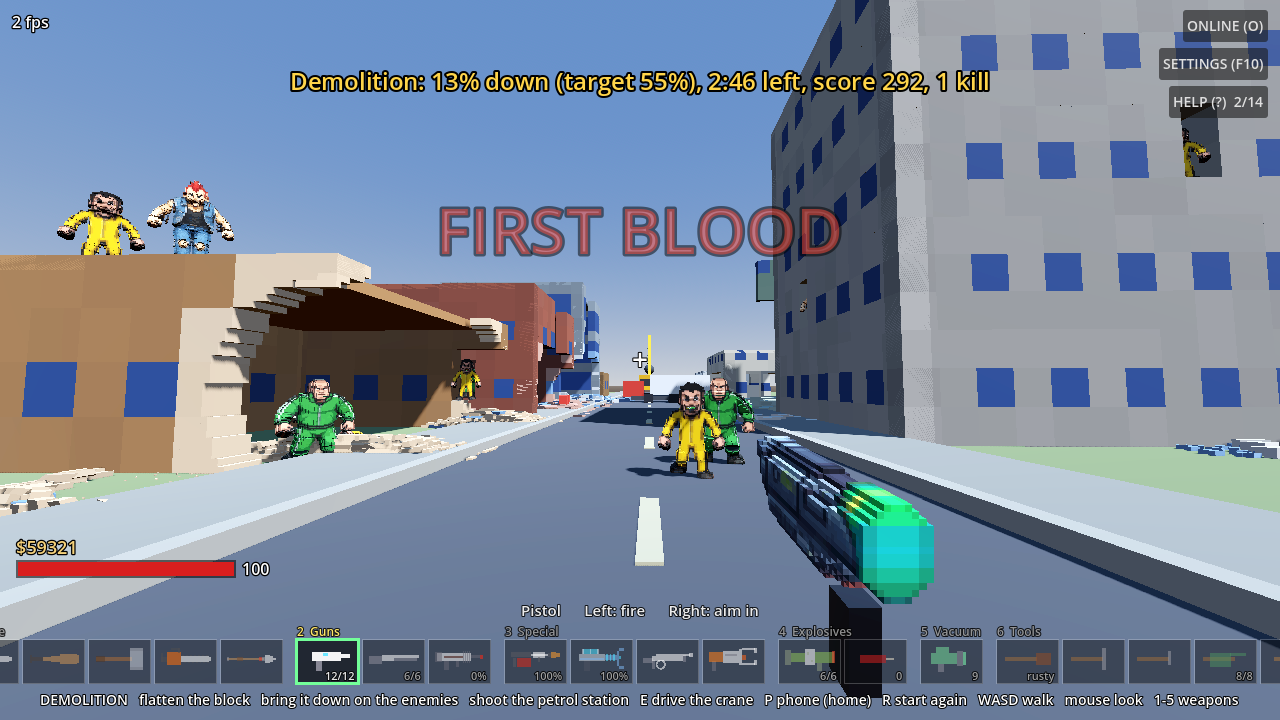 2 fps
ONLINE (O)
SETTINGS (F10)
HELP (?) 2/14
Demolition: 13% down (target 55%), 2:46 left, score 292, 1 kill
FIRST BLOOD
$59321
100
Pistol Left: fire Right: aim in
e 2 Guns 3 Special 4 Explosives 5 Vacuum 6 Tools
12/12 6/6 0% 100% 100% 6/6 0 9 rusty 8/8
DEMOLITION flatten the block bring it down on the enemies shoot the petrol station E drive the crane P phone (home) R start again WASD walk mouse look 1-5 weapons